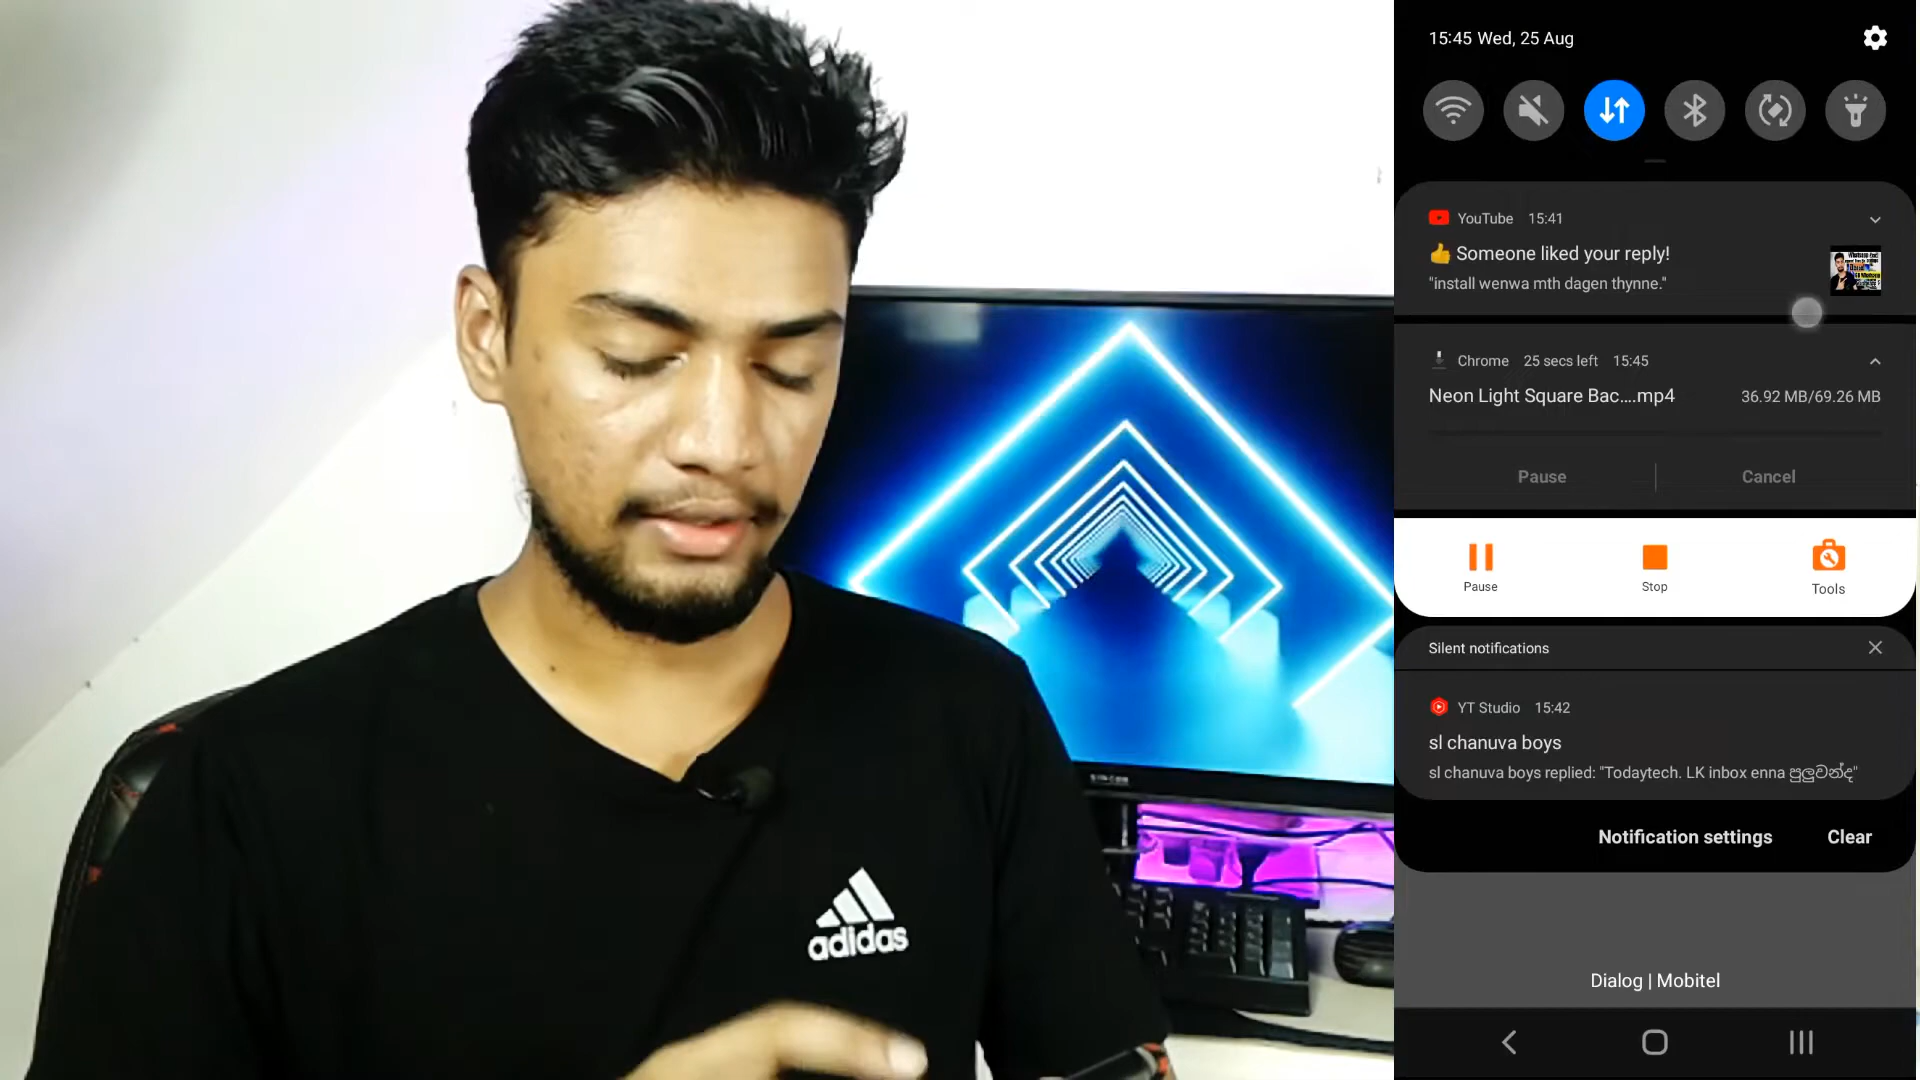 15:45 Wed, 25 Aug
YouTube 15:41
👍 Someone liked your reply!
"install wenwa mth dagen thynne."
Chrome 25 secs left 15:45
Neon Light Square Bac....mp4 36.92 MB/69.26 MB
Pause Cancel
Pause Stop Tools
Silent notifications
YT Studio 15:42
sl chanuva boys
sl chanuva boys replied: "Todaytech. LK inbox enna පුලුවන්ද"
Notification settings Clear
Dialog | Mobitel
adidas